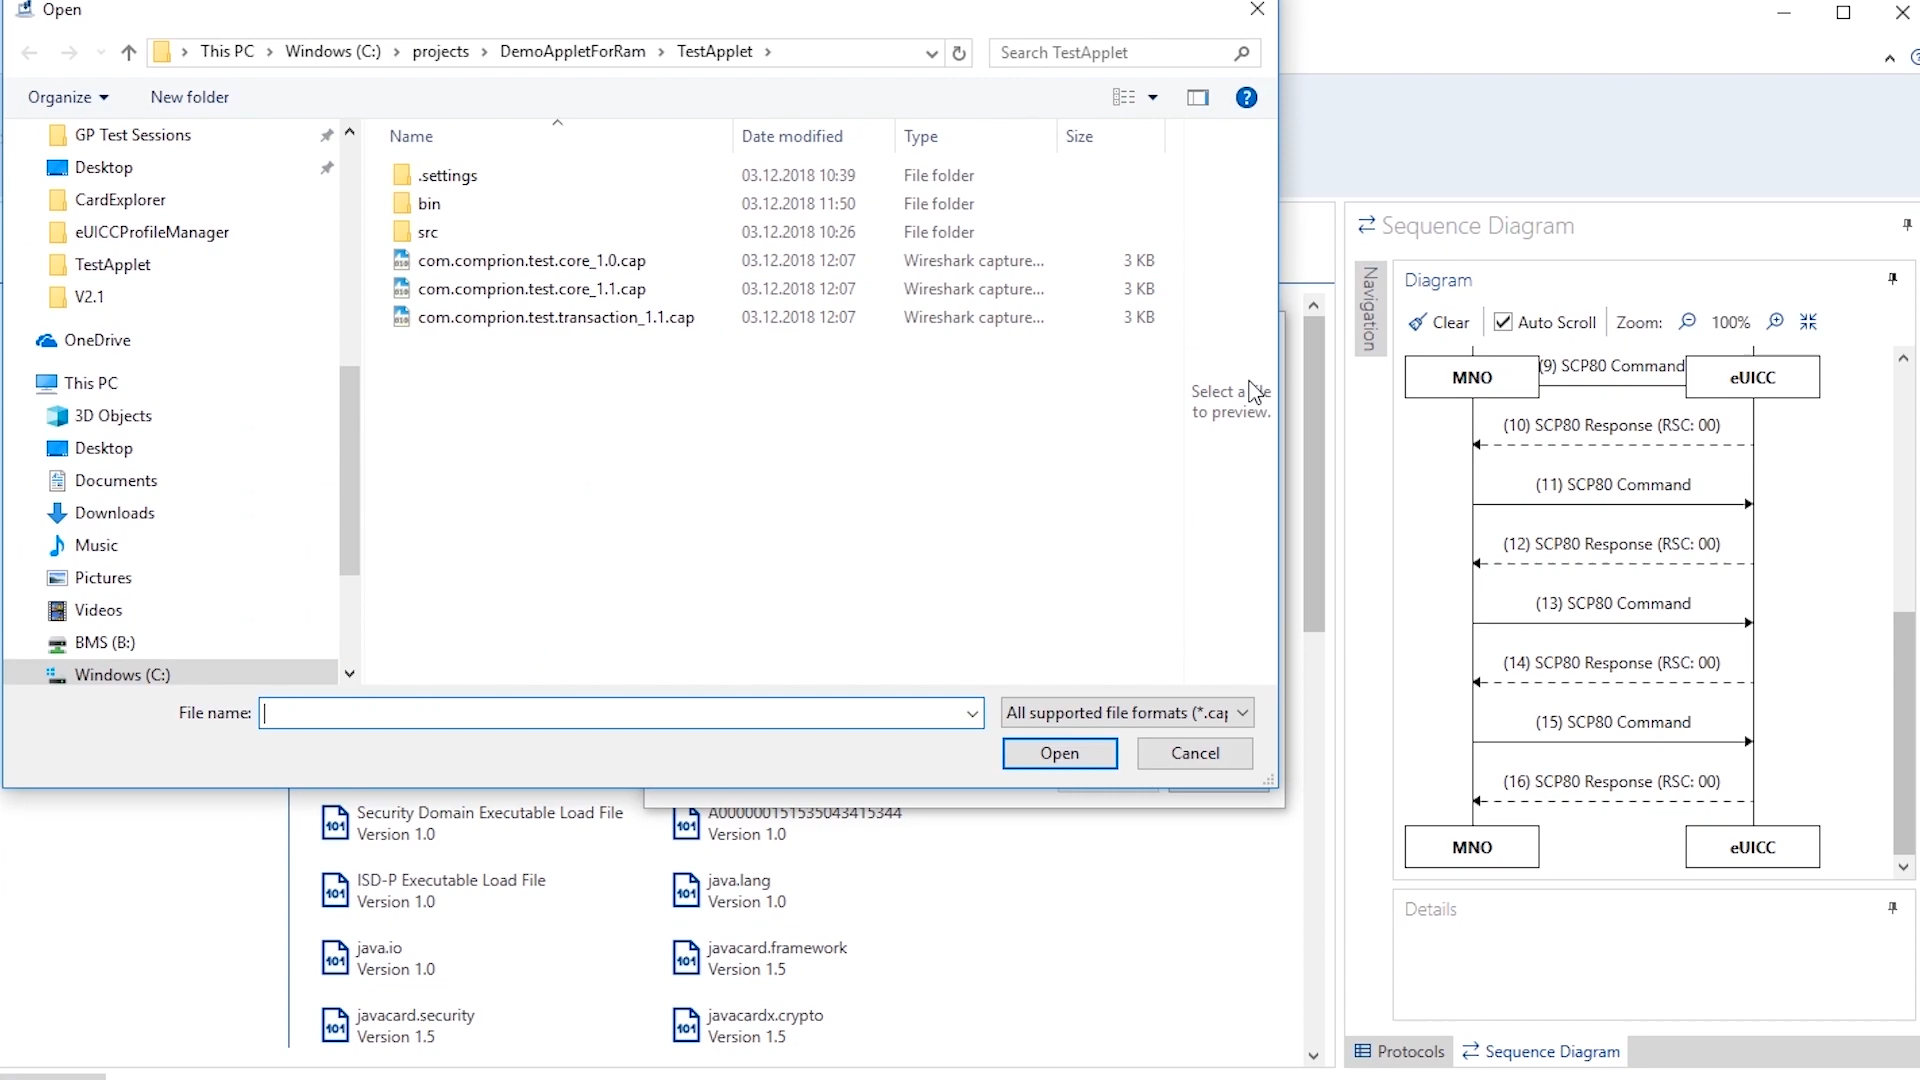 Open
This PC > Windows (C:) > projects > DemoAppletForRam > TestApplet >
Search TestApplet
Organize
New folder
GP Test Sessions
Desktop
CardExplorer
eUICCProfileManager
TestApplet
V2.1
OneDrive
This PC
3D Objects
Desktop
Documents
Downloads
Music
Pictures
Videos
BMS (B:)
Windows (C:)
Name Date modified Type Size
.settings 03.12.2018 10:39 File folder
bin 03.12.2018 11:50 File folder
src 03.12.2018 10:26 File folder
com.comprion.test.core_1.0.cap 03.12.2018 12:07 Wireshark capture... 3 KB
com.comprion.test.core_1.1.cap 03.12.2018 12:07 Wireshark capture... 3 KB
com.comprion.test.transaction_1.1.cap 03.12.2018 12:07 Wireshark capture... 3 KB
Select a file
to preview.
File name:
All supported file formats (*.cap
Open
Cancel
Security Domain Executable Load File
Version 1.0
A0000001515350434 15344
Version 1.0
ISD-P Executable Load File
Version 1.0
java.lang
Version 1.0
java.io
Version 1.0
javacard.framework
Version 1.5
javacard.security
Version 1.5
javacardx.crypto
Version 1.5
Sequence Diagram
Navigation
Diagram
Clear
Auto Scroll
Zoom:
100%
MNO
(9) SCP80 Command
eUICC
(10) SCP80 Response (RSC: 00)
(11) SCP80 Command
(12) SCP80 Response (RSC: 00)
(13) SCP80 Command
(14) SCP80 Response (RSC: 00)
(15) SCP80 Command
(16) SCP80 Response (RSC: 00)
MNO
eUICC
Details
Protocols
Sequence Diagram